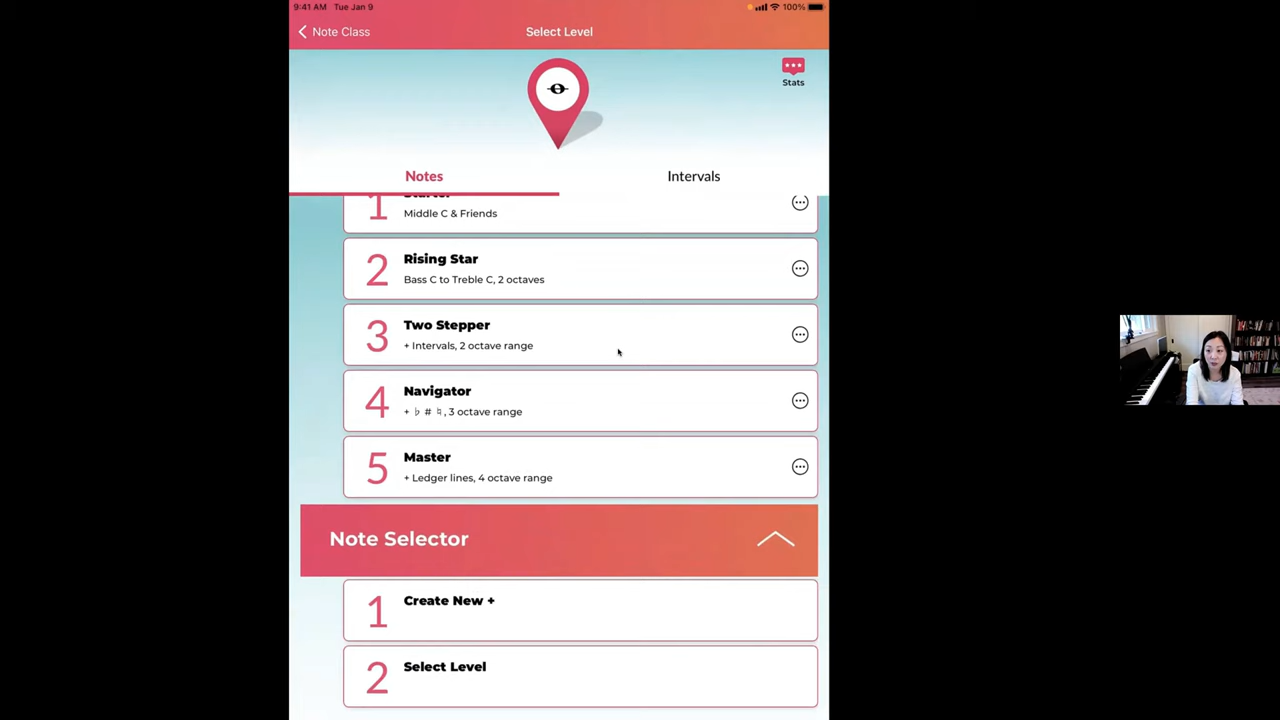 9:41 AM Tue Jan 9
100%
Note Class
Select Level
Stats
Notes
Intervals
1 Starter
Middle C & Friends
2 Rising Star
Bass C to Treble C, 2 octaves
3 Two Stepper
+ Intervals, 2 octave range
4 Navigator
+ ♭ # ♮, 3 octave range
5 Master
+ Ledger lines, 4 octave range
Note Selector
1 Create New +
2 Select Level